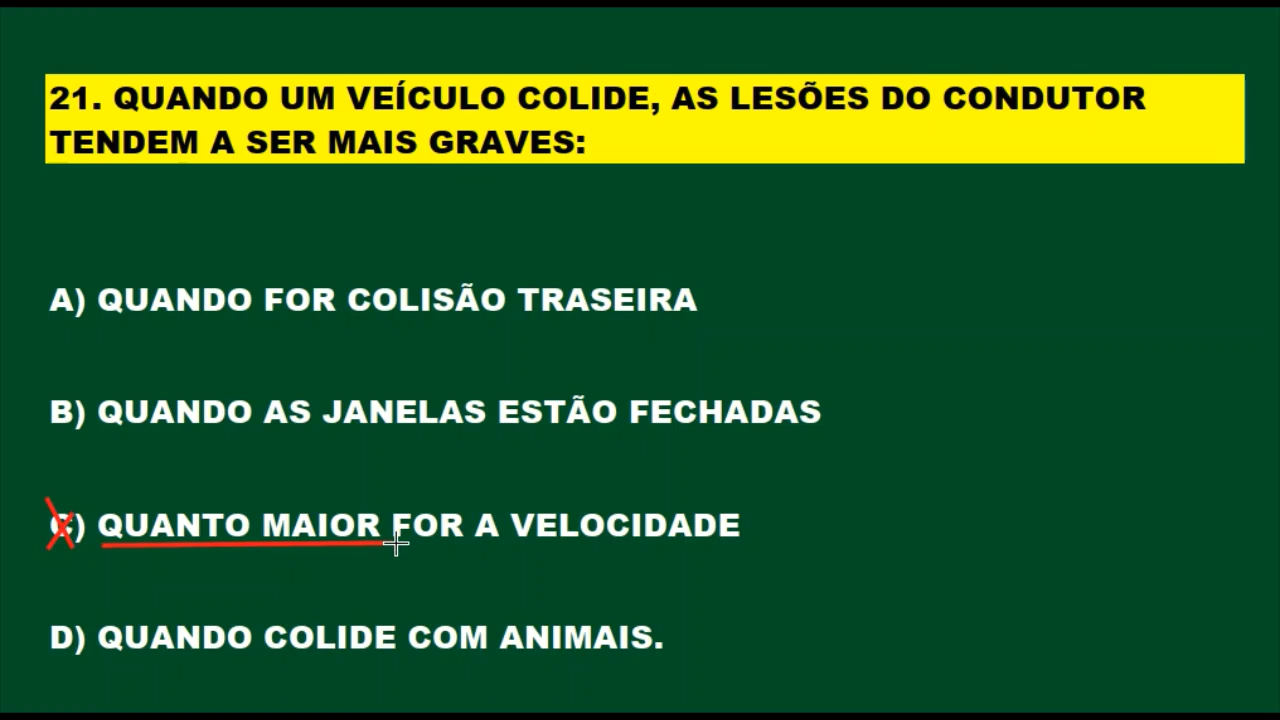 21. QUANDO UM VEÍCULO COLIDE, AS LESÕES DO CONDUTOR
TENDEM A SER MAIS GRAVES:
A) QUANDO FOR COLISÃO TRASEIRA
B) QUANDO AS JANELAS ESTÃO FECHADAS
C) QUANTO MAIOR FOR A VELOCIDADE
D) QUANDO COLIDE COM ANIMAIS.